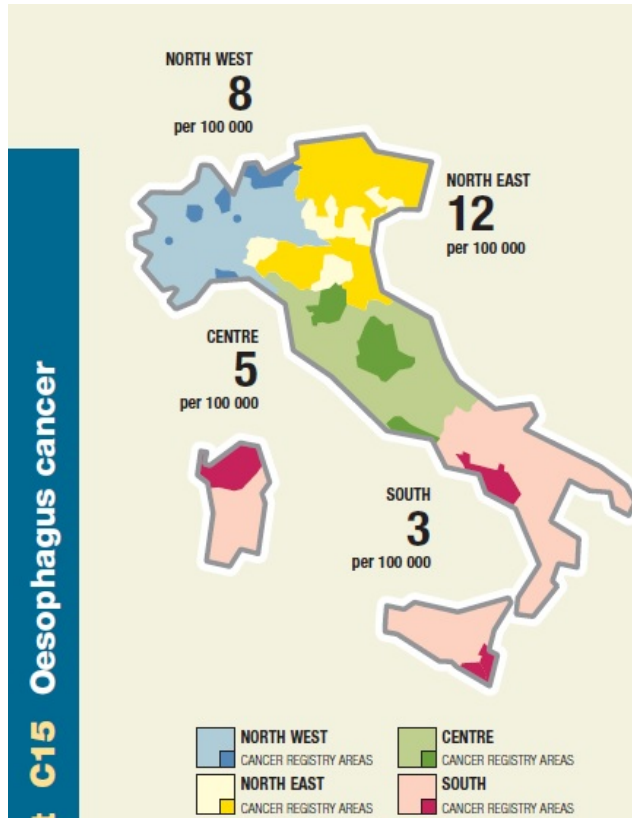 NORTH WEST
8
per 100 000
NORTH EAST
12
per 100 000
CENTRE
5
per 100 000
SOUTH
3
per 100 000
C15 Oesophagus cancer
NORTH WEST
CANCER REGISTRY AREAS
CENTRE
CANCER REGISTRY AREAS
NORTH EAST
CANCER REGISTRY AREAS
SOUTH
CANCER REGISTRY AREAS